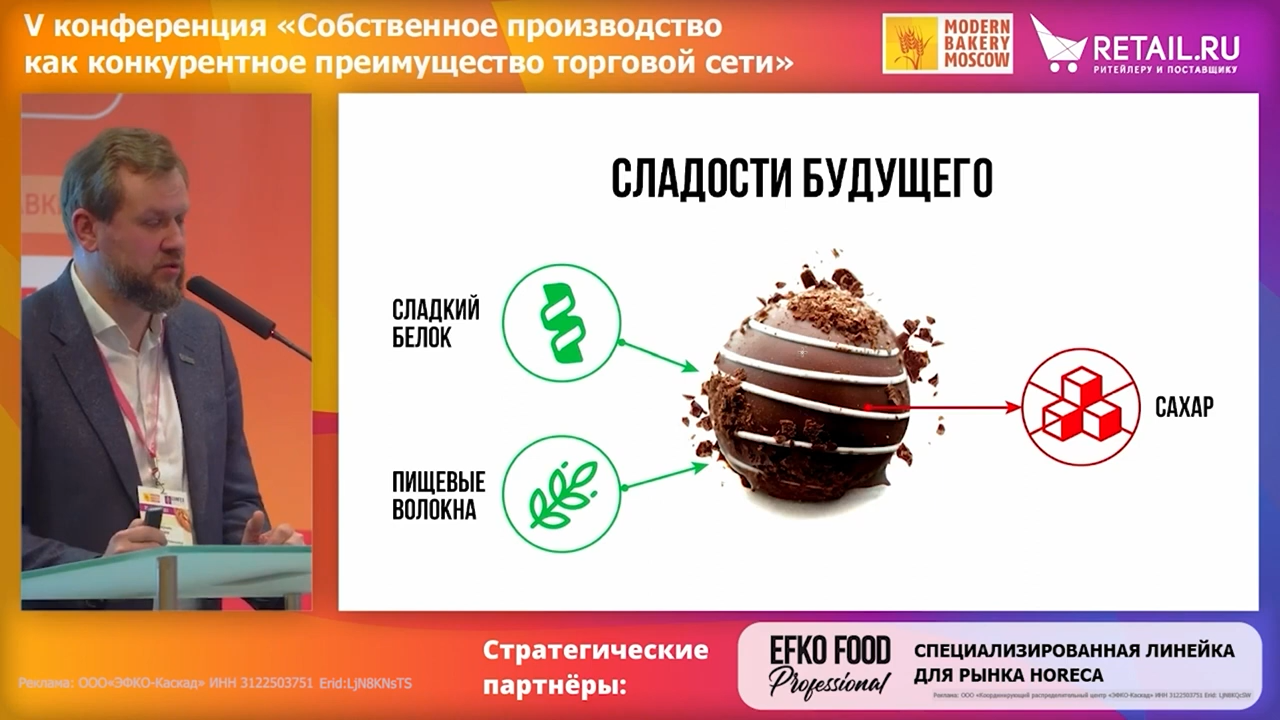 V конференция «Собственное производство
как конкурентное преимущество торговой сети»
MODERN
BAKERY
MOSCOW
RETAIL.RU
РИТЕЙЛЕРУ И ПОСТАВЩИКУ
СЛАДОСТИ БУДУЩЕГО
СЛАДКИЙ
БЕЛОК
ПИЩЕВЫЕ
ВОЛОКНА
САХАР
Стратегические
партнёры:
EFKO FOOD
Professional
СПЕЦИАЛИЗИРОВАННАЯ ЛИНЕЙКА
ДЛЯ РЫНКА HORECA
Реклама: ООО«ЭФКО-Каскад» ИНН 3122503751 Erid:LjN8KNsTS